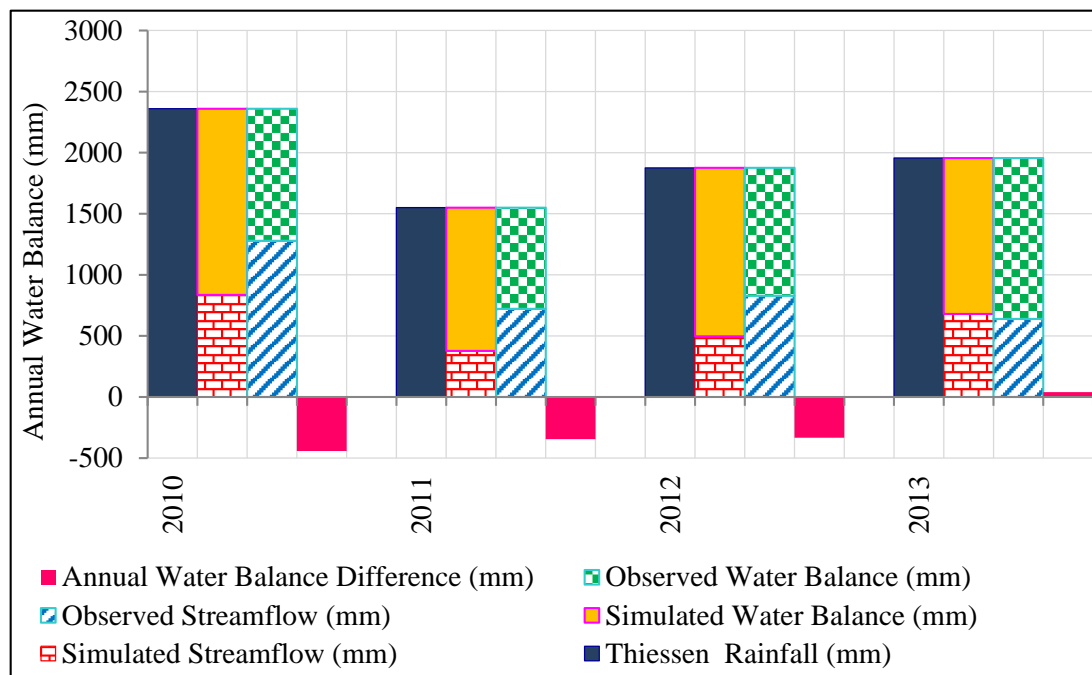 Annual Water Balance (mm)
3000
2500
2000
1500
1000
500
0
-500
2010
2011
2012
2013
Annual Water Balance Difference (mm)
Observed Water Balance (mm)
Observed Streamflow (mm)
Simulated Water Balance (mm)
Simulated Streamflow (mm)
Thiessen  Rainfall (mm)